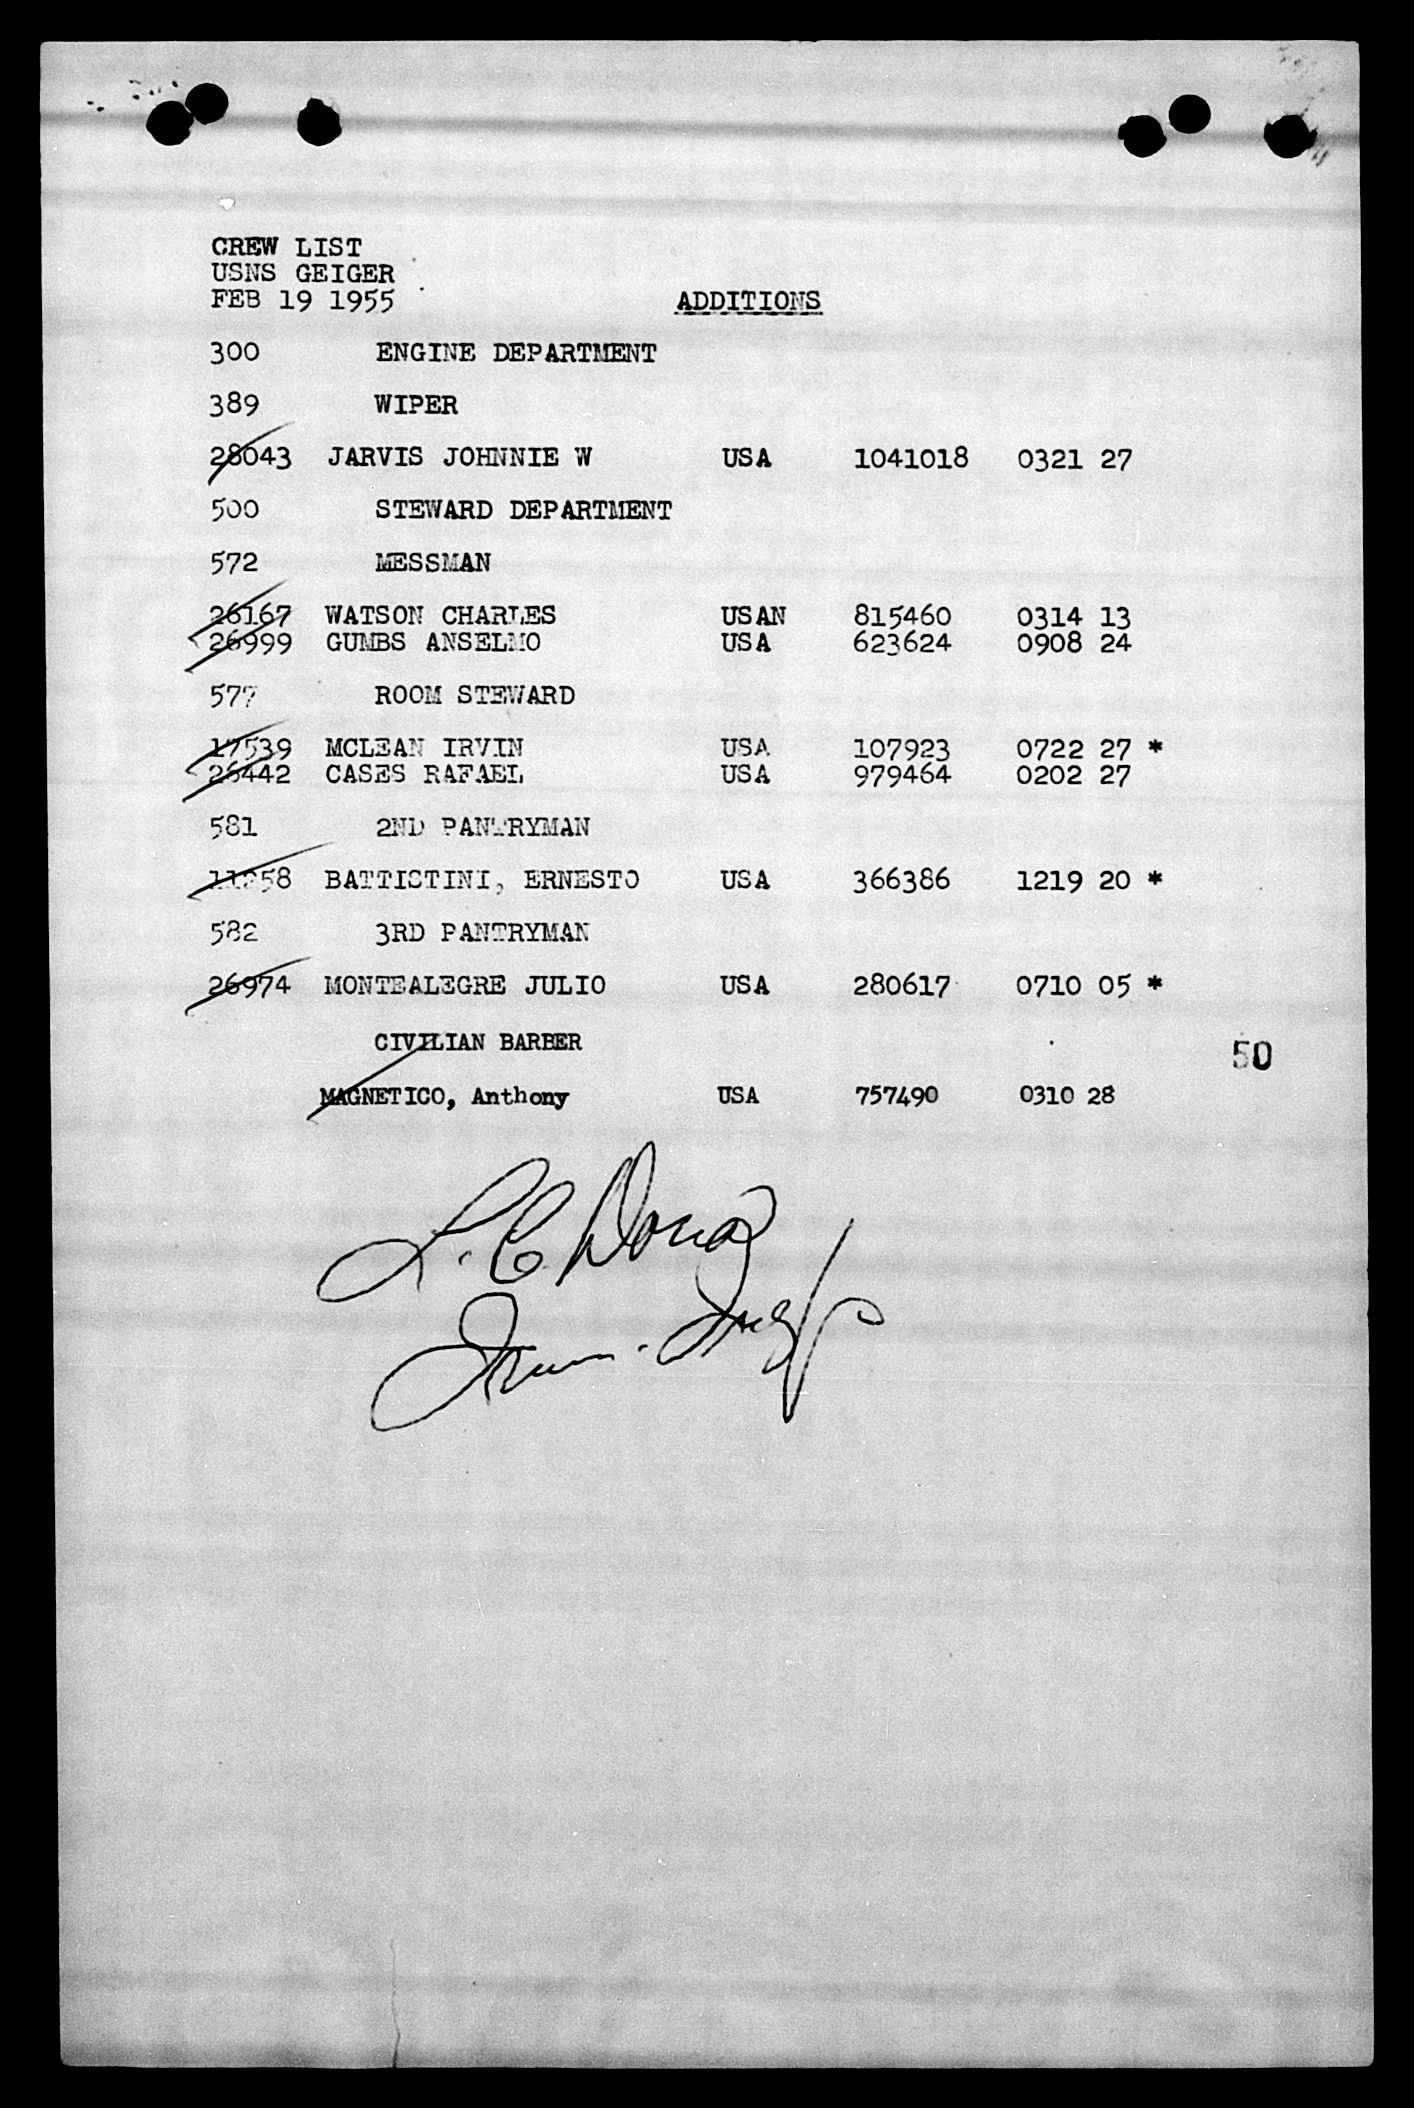 CREW LIST
USNS GEIGER
FEB 19 1955
ADDITIONS
300 ENGINE DEPARTMENT
389 WIPER
28043 JARVIS JOHNNIE W USA 1041018 0321 27
500 STEWARD DEPARTMENT
572 MESSMAN
26167 WATSON CHARLES USAN 815460 0314 13
26999 GUMBS ANSELMO USA 623624 0908 24
577 ROOM STEWARD
17539 MCLEAN IRVIN USA 107923 0722 27 *
26442 CASES RAFAEL USA 979464 0202 27
581 2ND PANTRYMAN
BATTISTINI, ERNESTO USA 366386 1219 20 *
582 3RD PANTRYMAN
26974 MONTEALEGRE JULIO USA 280617 0710 05 *
CIVILIAN BARBER
50
MAGNETICO, Anthony USA 757490 0310 28